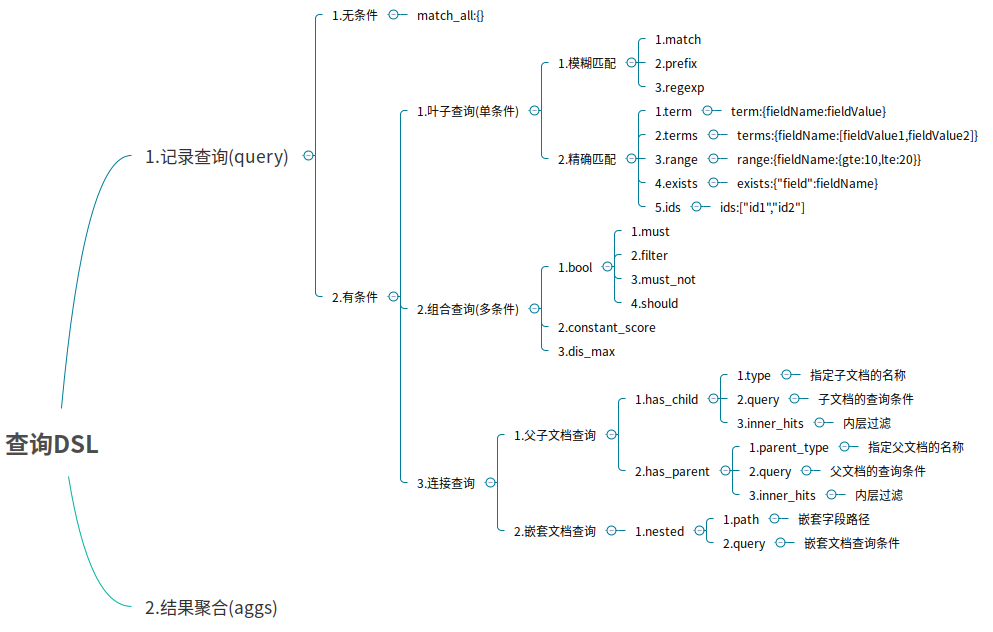 查询DSL
1.记录查询(query)
1.无条件
match_all:{}
2.有条件
1.叶子查询(单条件)
1.模糊匹配
1.match
2.prefix
3.regexp
2.精确匹配
1.term
term:{fieldName:fieldValue}
2.terms
terms:{fieldName:[fieldValue1,fieldValue2]}
3.range
range:{fieldName:{gte:10,lte:20}}
4.exists
exists:{"field":fieldName}
5.ids
ids:["id1","id2"]
2.组合查询(多条件)
1.bool
1.must
2.filter
3.must_not
4.should
2.constant_score
3.dis_max
3.连接查询
1.父子文档查询
1.has_child
1.type
指定子文档的名称
2.query
子文档的查询条件
3.inner_hits
内层过滤
2.has_parent
1.parent_type
指定父文档的名称
2.query
父文档的查询条件
3.inner_hits
内层过滤
2.嵌套文档查询
1.nested
1.path
嵌套字段路径
2.query
嵌套文档查询条件
2.结果聚合(aggs)